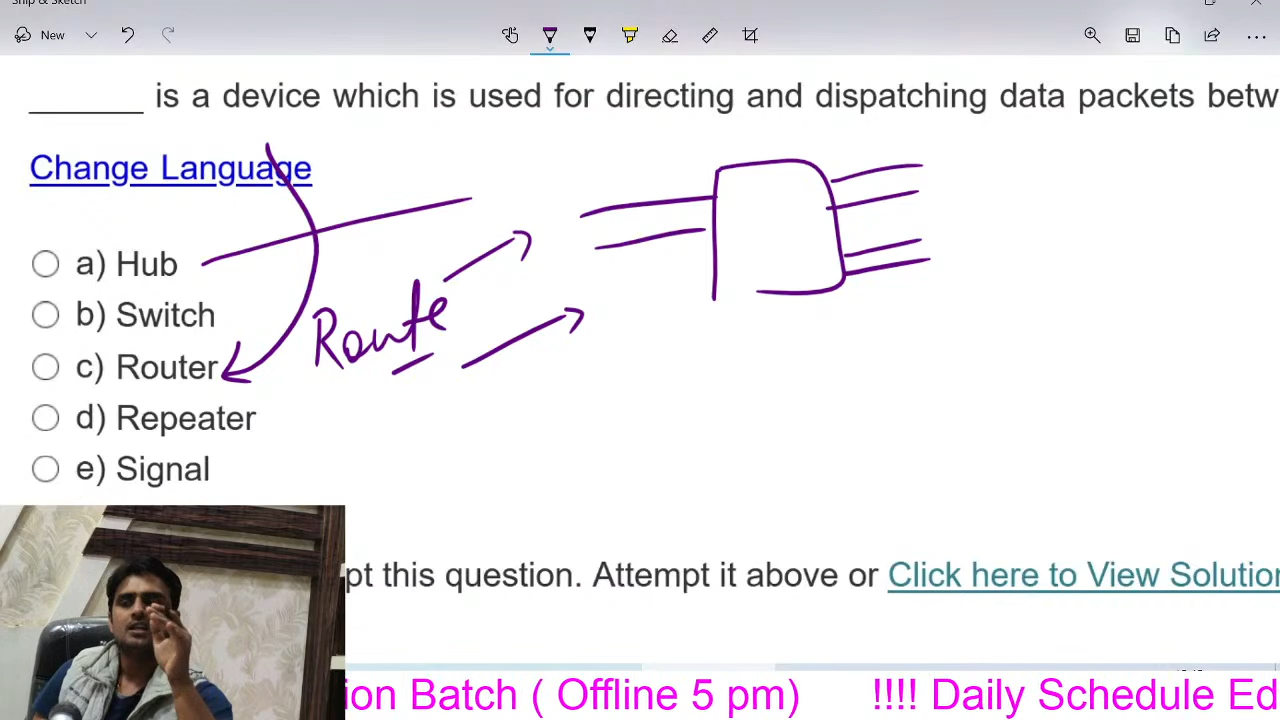 Snip & Sketch
New
_______ is a device which is used for directing and dispatching data packets betw
Change Language
a) Hub
b) Switch
Route
c) Router
d) Repeater
e) Signal
pt this question. Attempt it above or Click here to View Solution
ion Batch ( Offline 5 pm) !!!! Daily Schedule Ed